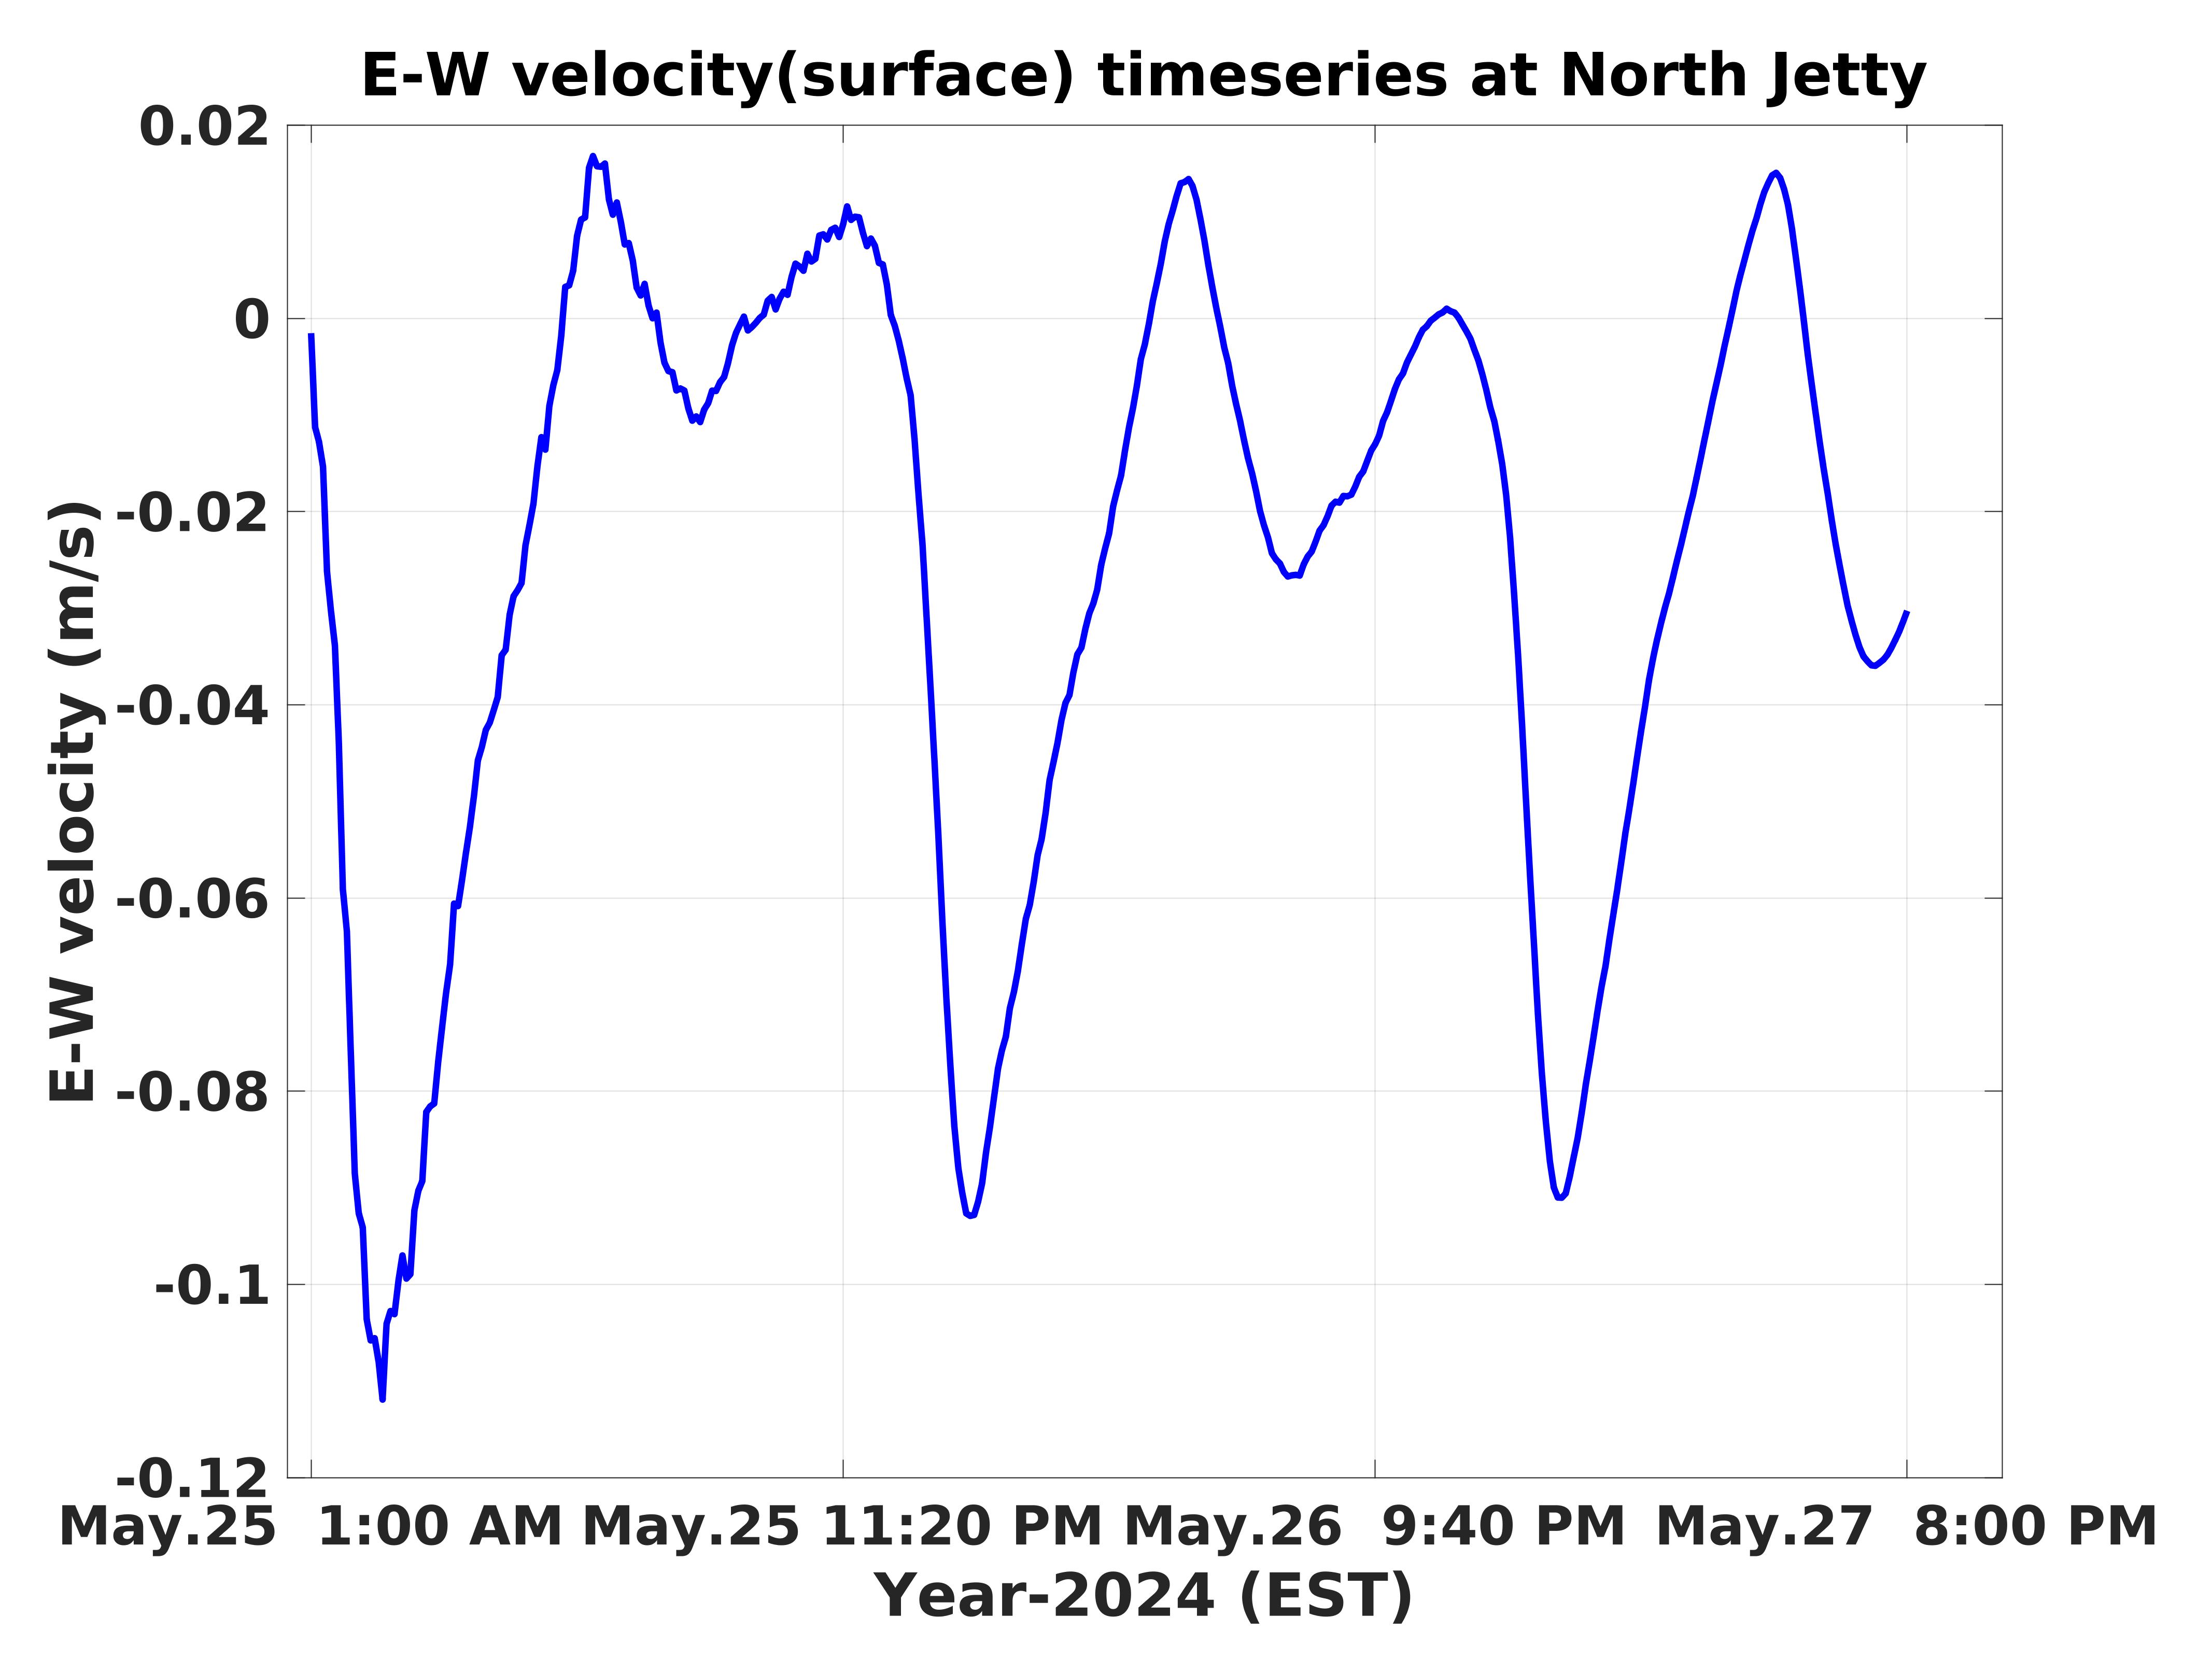 E-W velocity(surface) timeseries at North Jetty
E-W velocity (m/s)
0.02
0
-0.02
-0.04
-0.06
-0.08
-0.1
-0.12
May.25 1:00 AM May.25 11:20 PM May.26 9:40 PM May.27 8:00 PM
Year-2024 (EST)